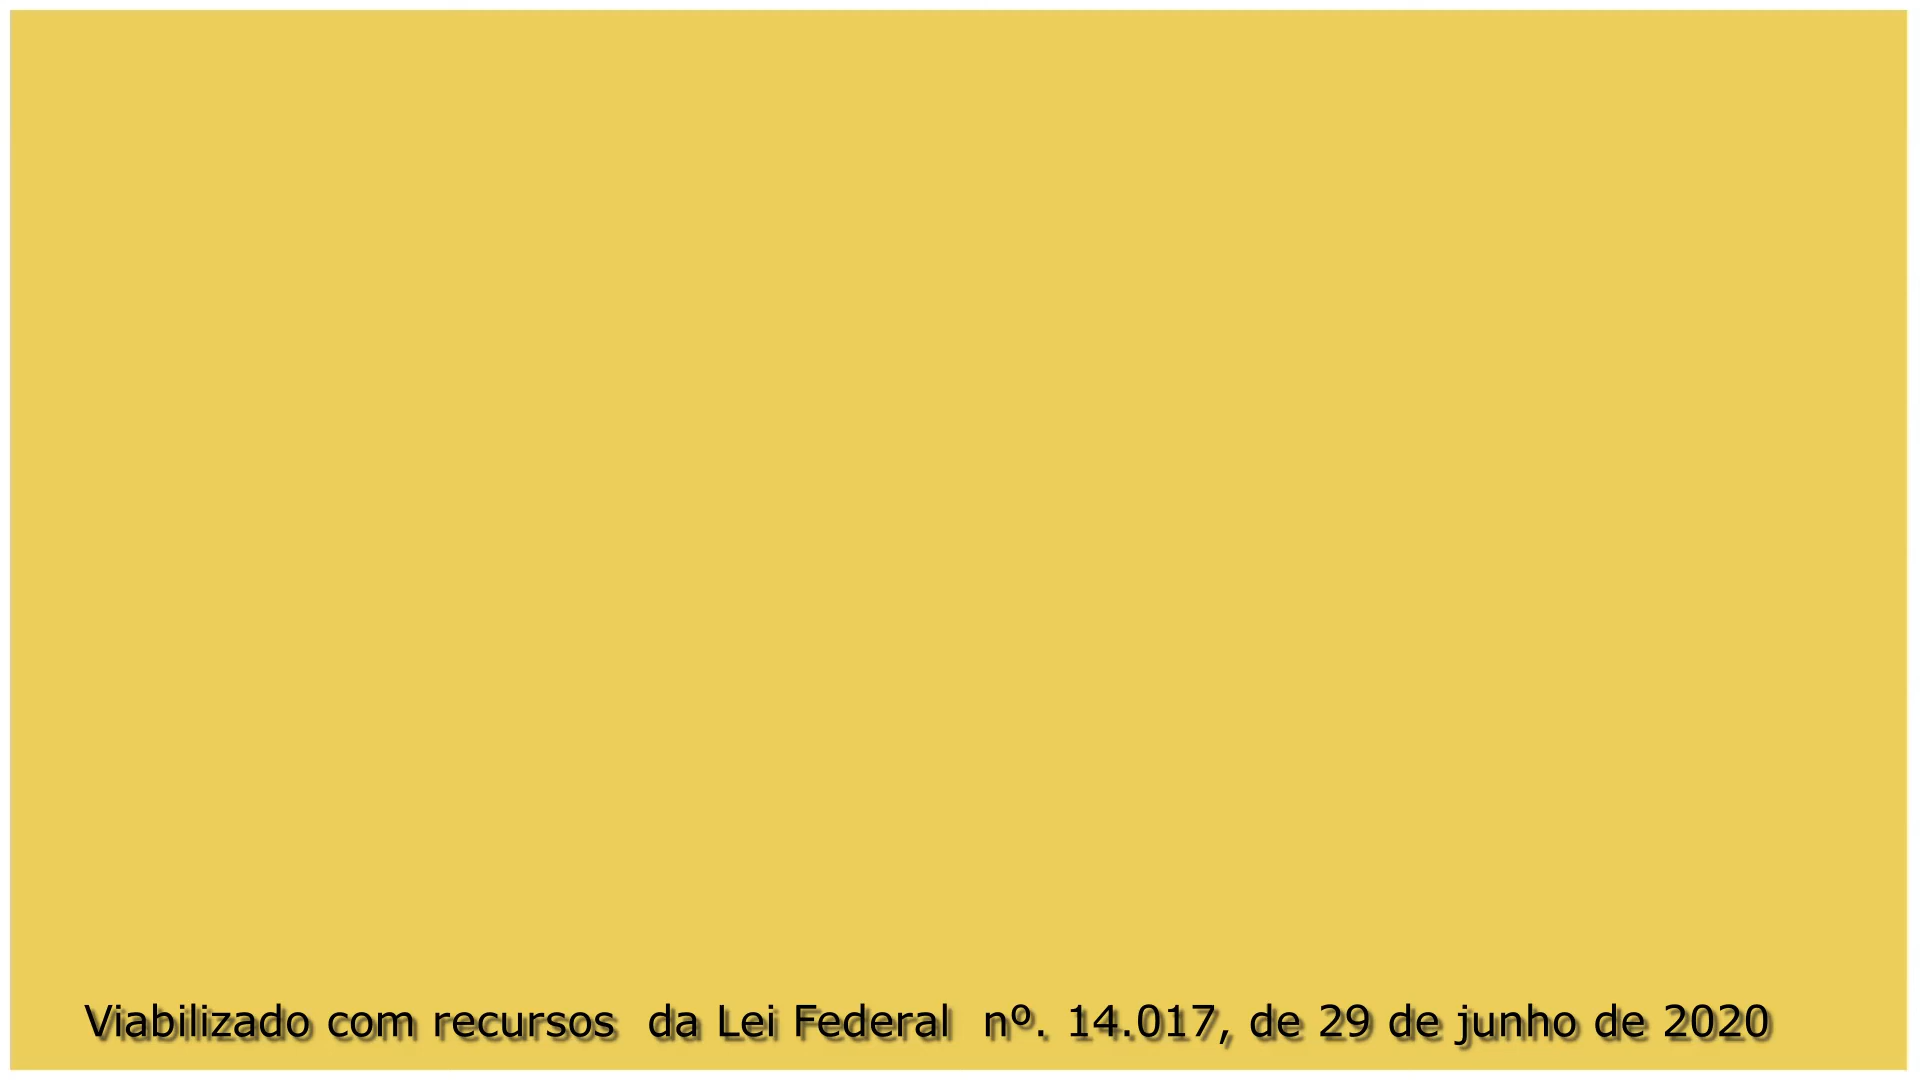 Viabilizado com recursos  da Lei Federal  nº. 14.017, de 29 de junho de 2020